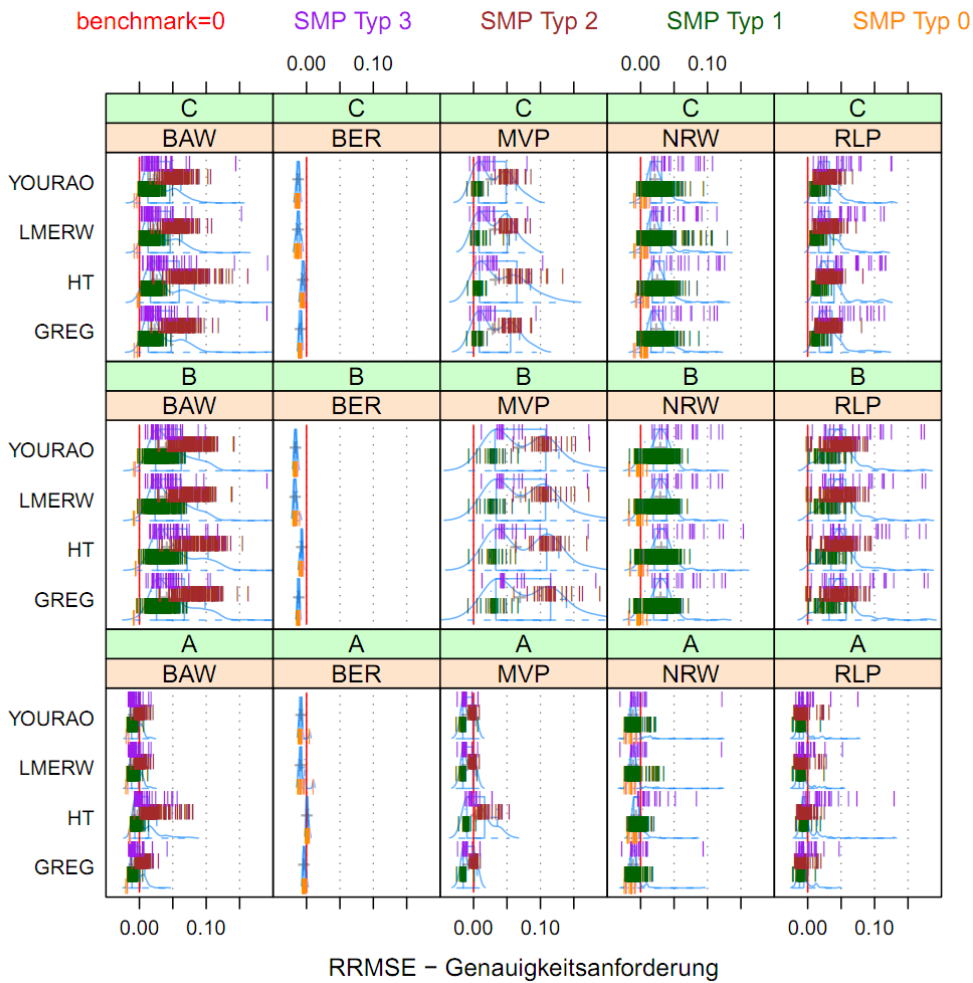 benchmark=0 SMP Typ 3 SMP Typ 2 SMP Typ 1 SMP Typ 0
0.00 0.10 0.00 0.10
C C C C C
BAW BER MVP NRW RLP
YOURAO
LMERW
HT
GREG
B B B B B
BAW BER MVP NRW RLP
YOURAO
LMERW
HT
GREG
A A A A A
BAW BER MVP NRW RLP
YOURAO
LMERW
HT
GREG
0.00 0.10 0.00 0.10 0.00 0.10
RRMSE − Genauigkeitsanforderung